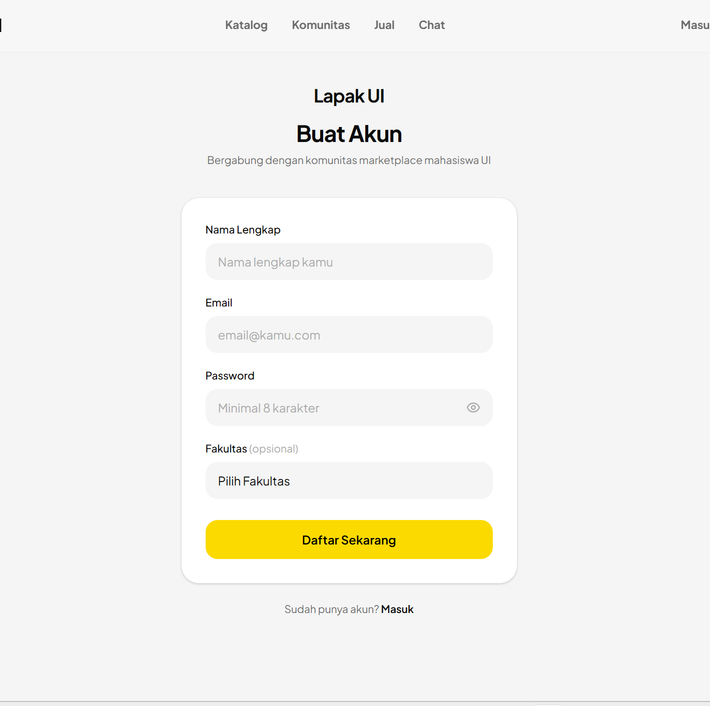 Katalog Komunitas Jual Chat Masu
Lapak UI
Buat Akun
Bergabung dengan komunitas marketplace mahasiswa UI
Nama Lengkap
Nama lengkap kamu
Email
email@kamu.com
Password
Minimal 8 karakter
Fakultas (opsional)
Pilih Fakultas
Daftar Sekarang
Sudah punya akun? Masuk